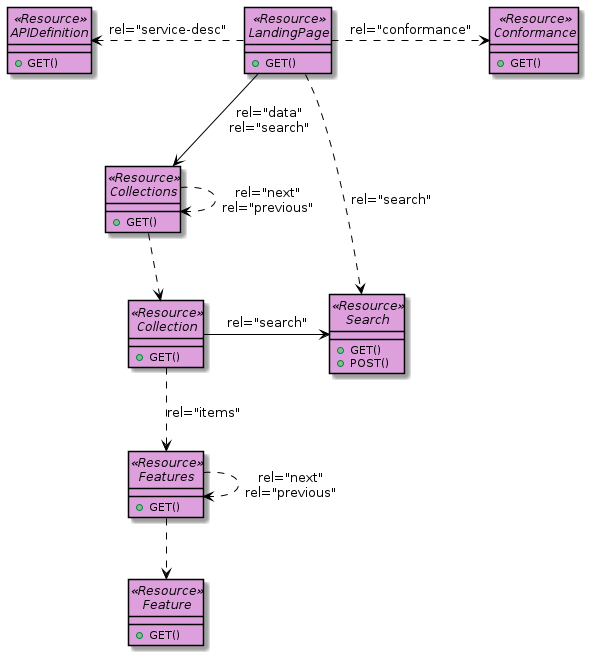 «Resource»
APIDefinition
GET()
rel="service-desc"
«Resource»
LandingPage
GET()
rel="conformance"
«Resource»
Conformance
GET()
rel="data"
rel="search"
«Resource»
Collections
GET()
rel="next"
rel="previous"
rel="search"
«Resource»
Collection
GET()
rel="search"
«Resource»
Search
GET()
POST()
rel="items"
«Resource»
Features
GET()
rel="next"
rel="previous"
«Resource»
Feature
GET()